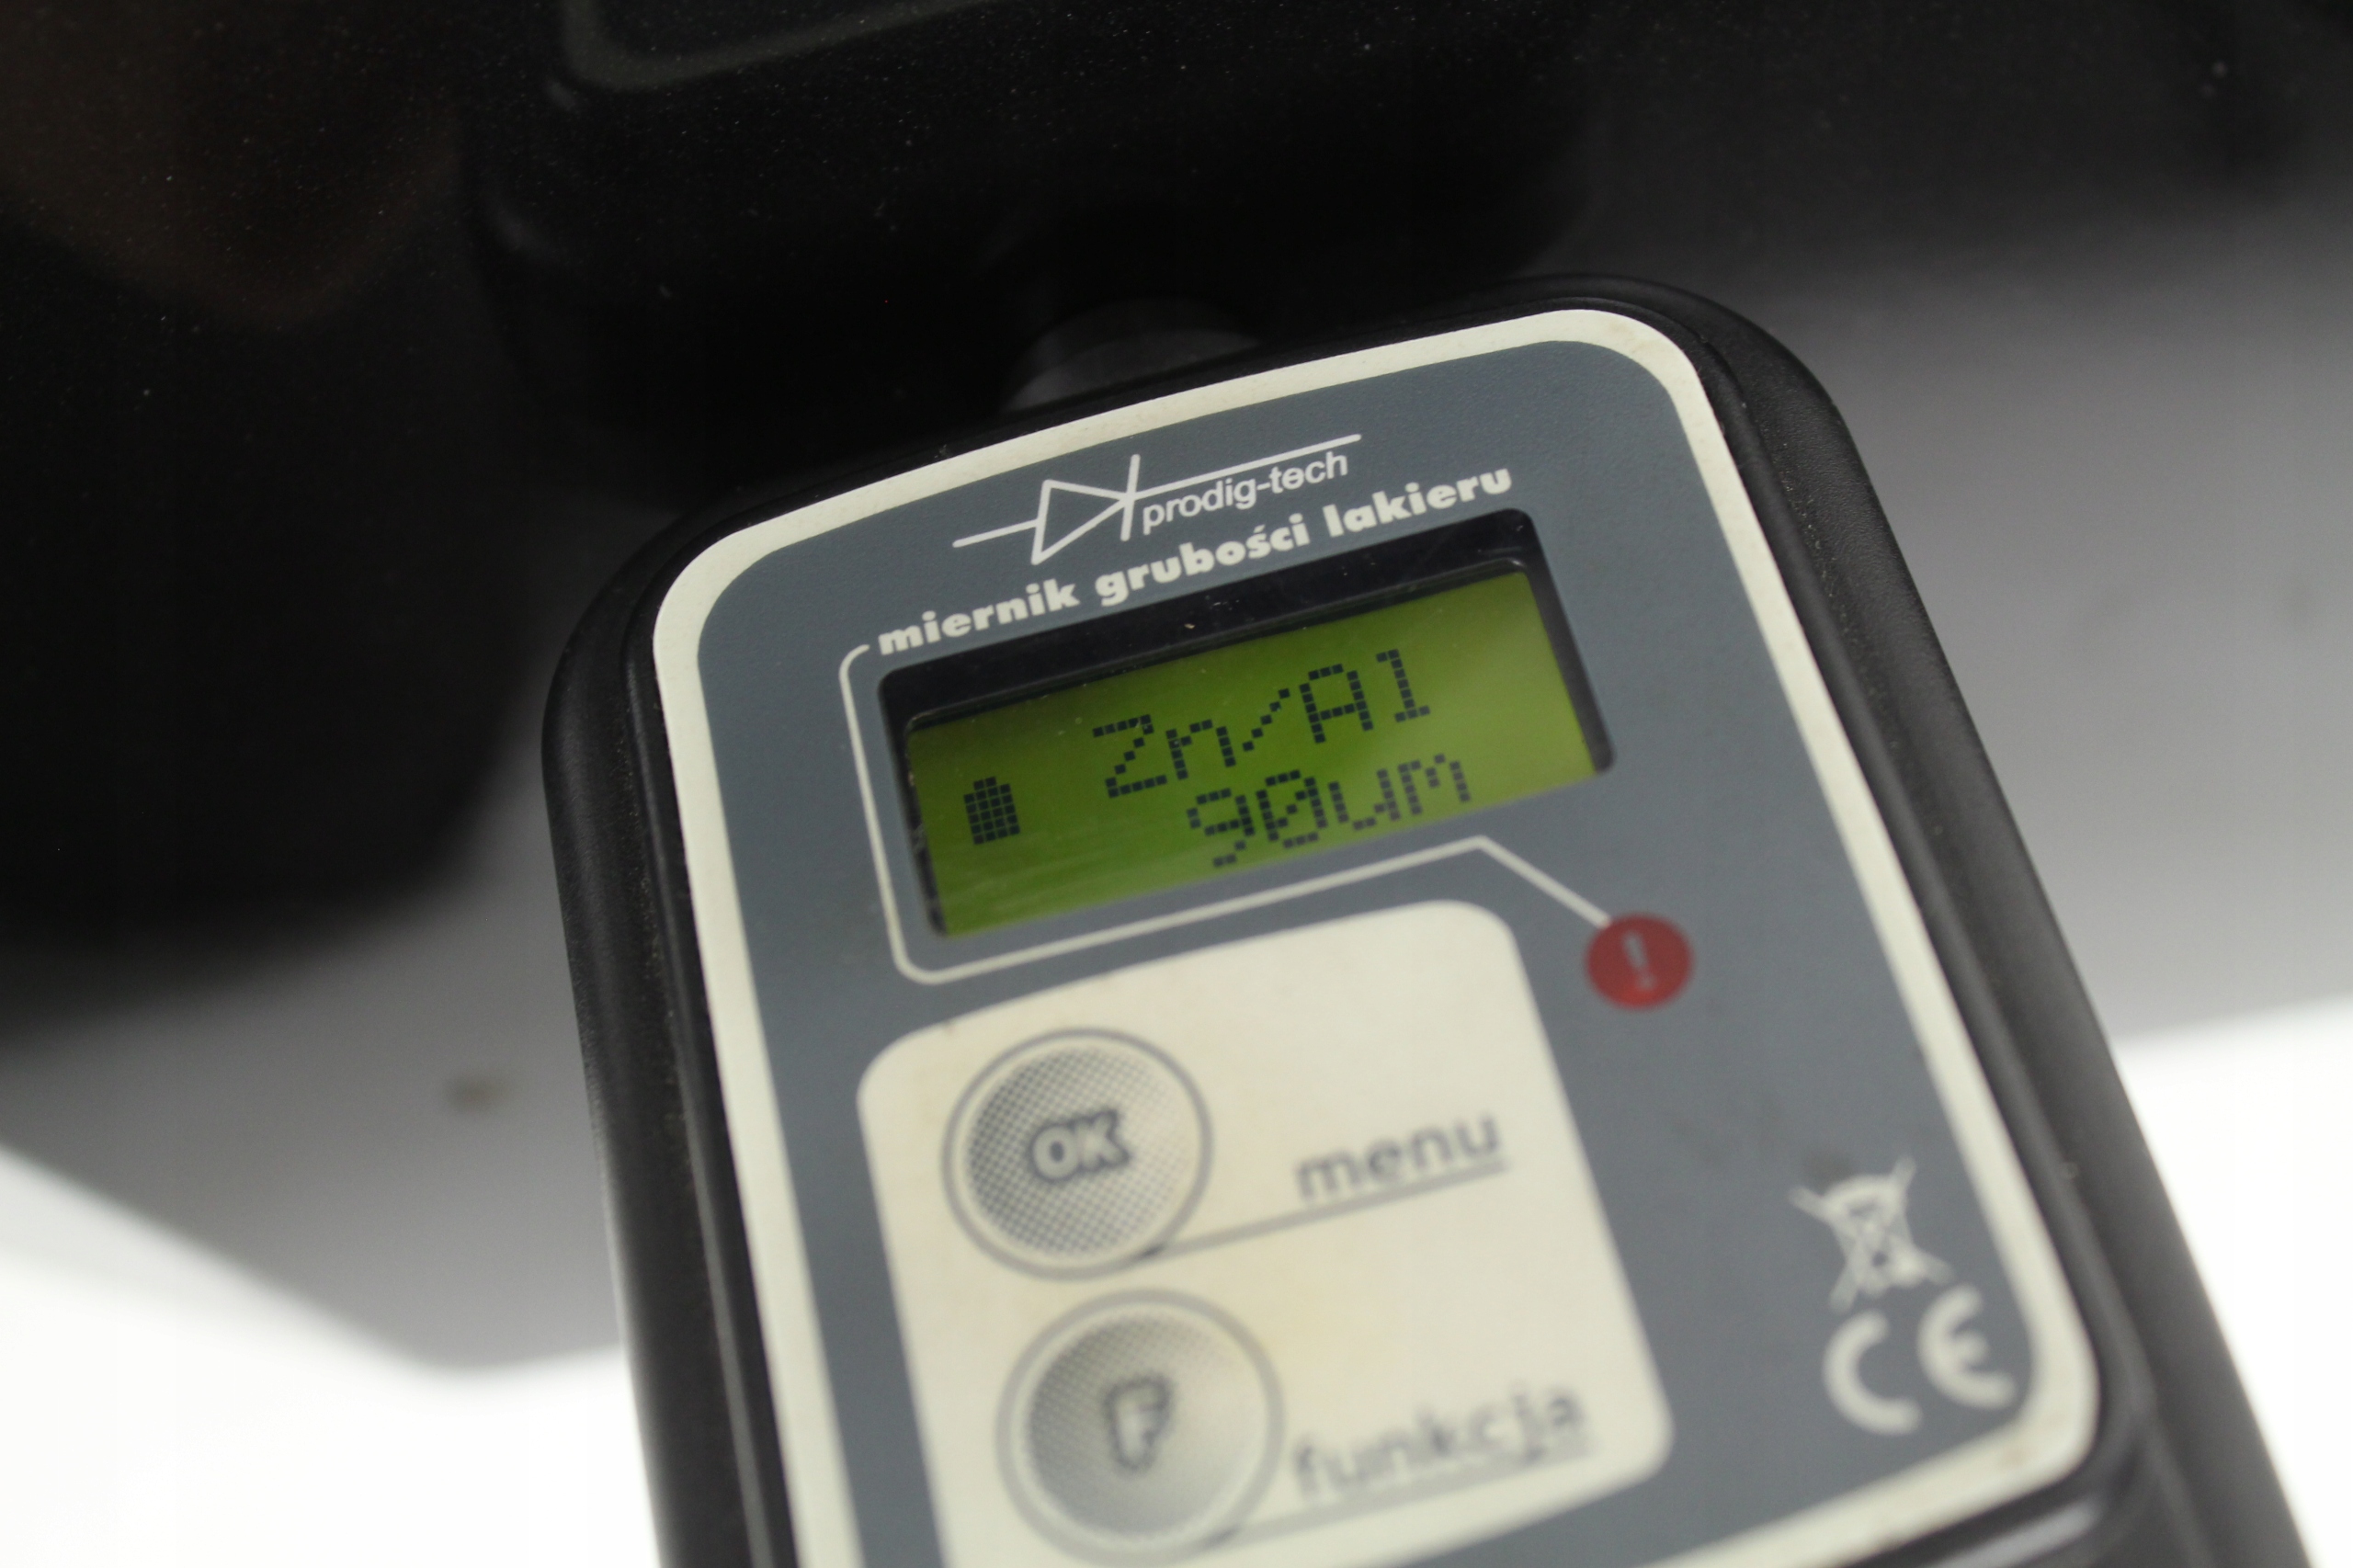 prodig-tech
miernik grubości lakieru
Zn/Al
90um
!
OK
menu
F
funkcja
CE